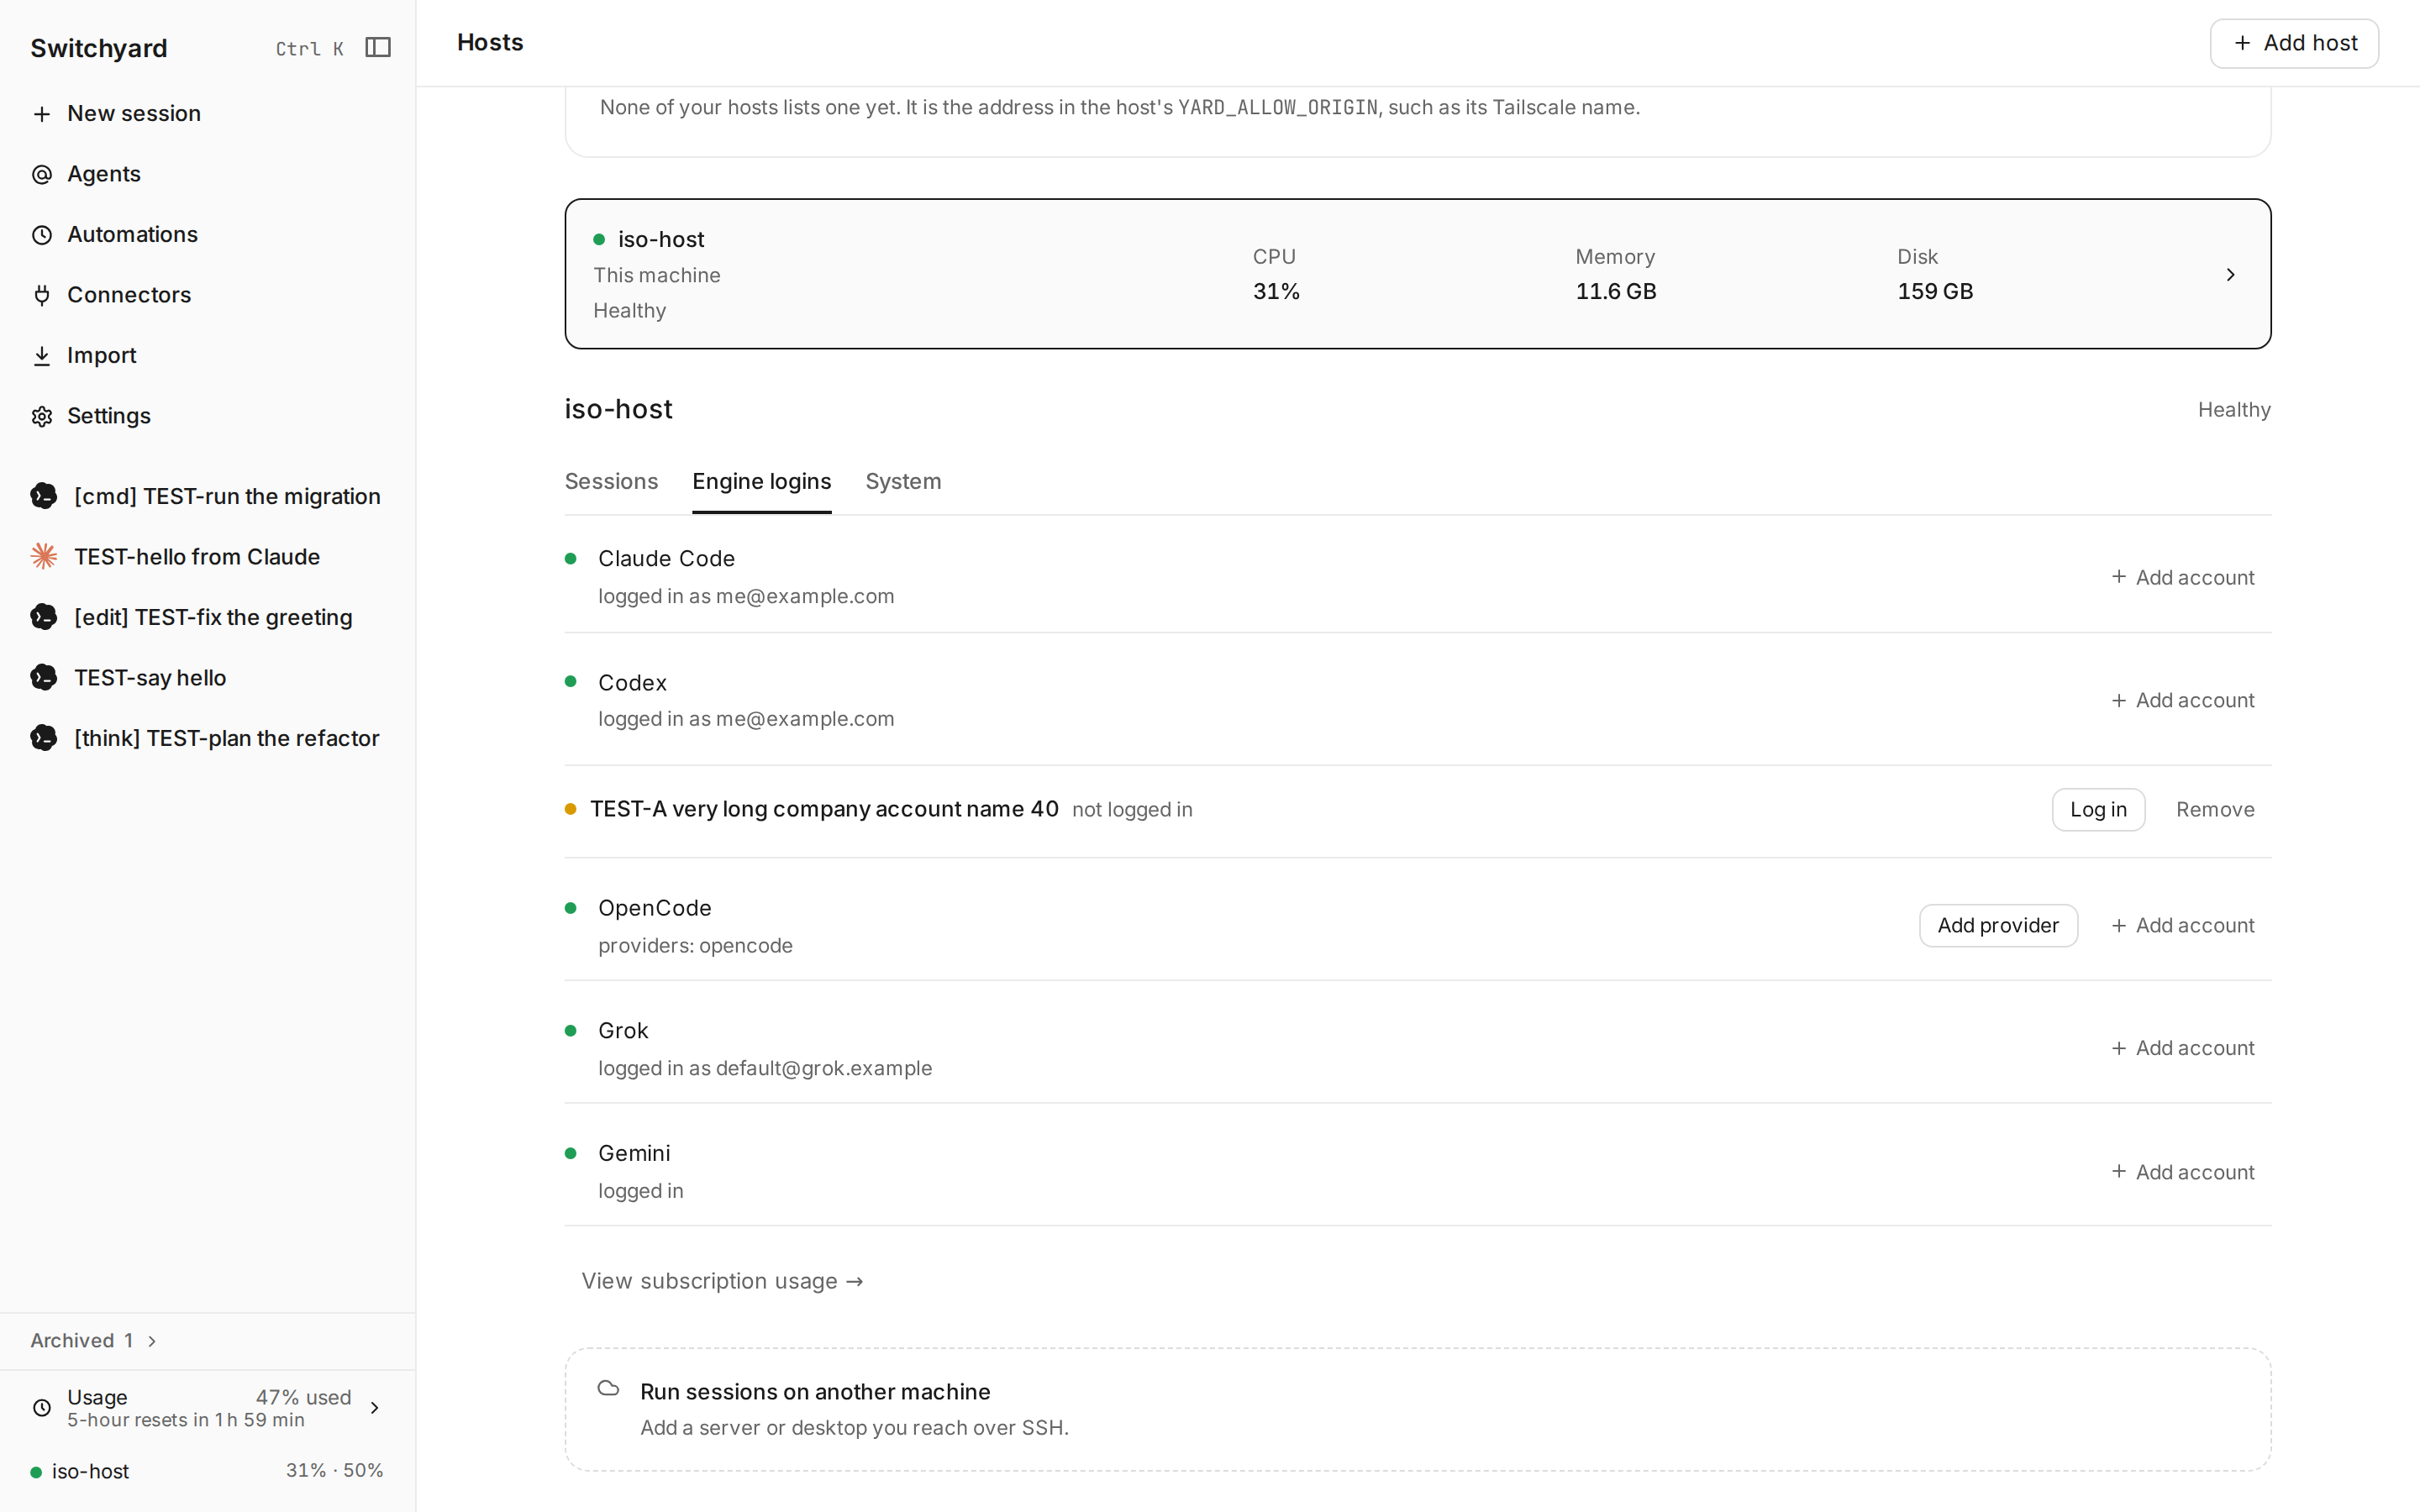 Switchyard
Ctrl K
New session
Agents
Automations
Connectors
Import
Settings
[cmd] TEST-run the migration
TEST-hello from Claude
[edit] TEST-fix the greeting
TEST-say hello
[think] TEST-plan the refactor
Archived 1
Usage 47% used
5-hour resets in 1 h 59 min
iso-host 31% · 50%
Hosts
+ Add host
None of your hosts lists one yet. It is the address in the host's YARD_ALLOW_ORIGIN, such as its Tailscale name.
iso-host
This machine
Healthy
CPU
31%
Memory
11.6 GB
Disk
159 GB
iso-host
Healthy
Sessions Engine logins System
Claude Code
logged in as me@example.com
+ Add account
Codex
logged in as me@example.com
+ Add account
TEST-A very long company account name 40 not logged in
Log in Remove
OpenCode
providers: opencode
Add provider + Add account
Grok
logged in as default@grok.example
+ Add account
Gemini
logged in
+ Add account
View subscription usage →
Run sessions on another machine
Add a server or desktop you reach over SSH.